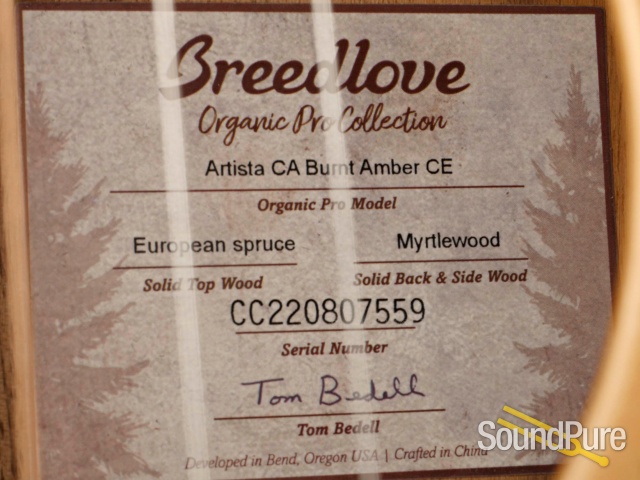 Breedlove
Organic Pro Collection
Artista CA Burnt Amber CE
Organic Pro Model
European spruce
Myrtlewood
Solid Top Wood
Solid Back & Side Wood
CC220807559
Serial Number
Tom Bedell
Tom Bedell
Developed in Bend, Oregon USA | Crafted in China
SoundPure